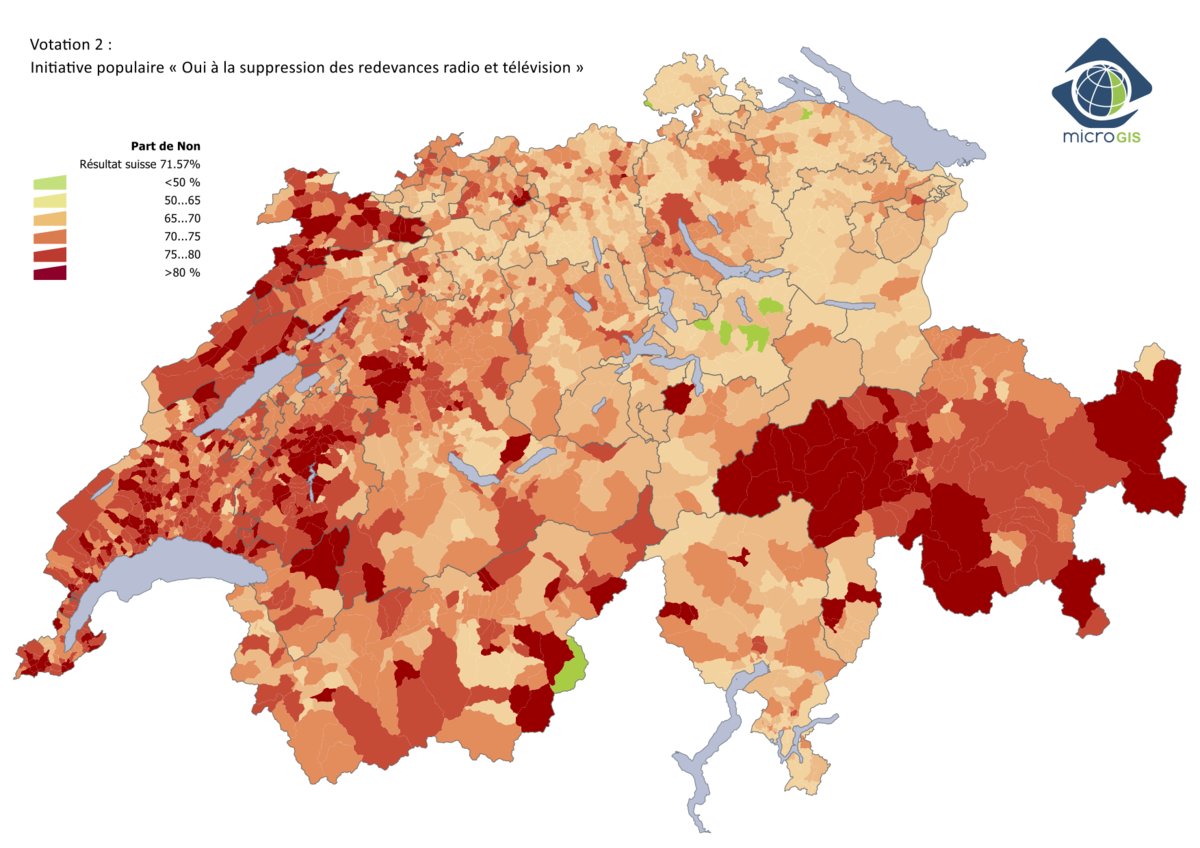 Votation 2 :
Initiative populaire « Oui à la suppression des redevances radio et télévision »
microGIS
Part de Non
Résultat suisse 71.57%
<50 %
50...65
65...70
70...75
75...80
>80 %